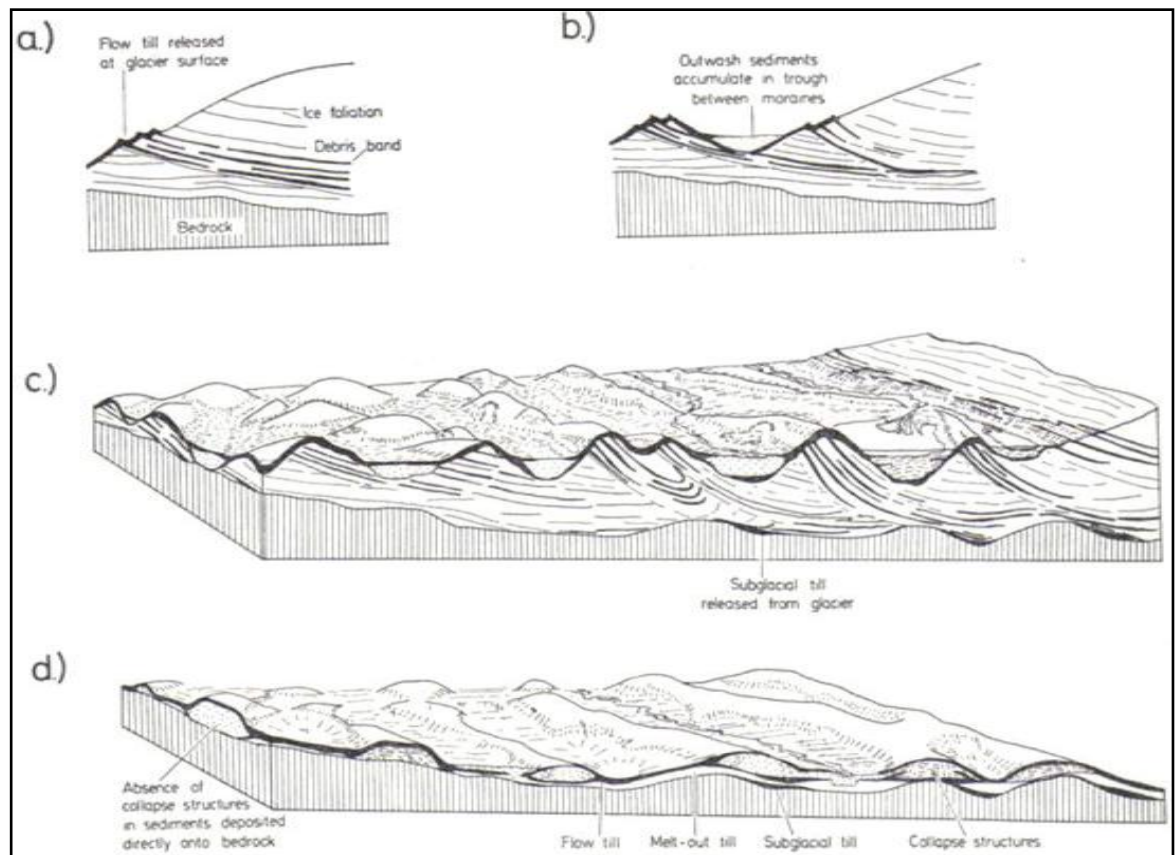 a.)
Flow till released
at glacier surface
Ice foliation
Debris band
Bedrock
b.)
Outwash sediments
accumulate in trough
between moraines
c.)
Subglacial till
released from glacier
d.)
Absence of
collapse structures
in sediments deposited
directly onto bedrock
Flow till
Melt-out till
Subglacial till
Collapse structures